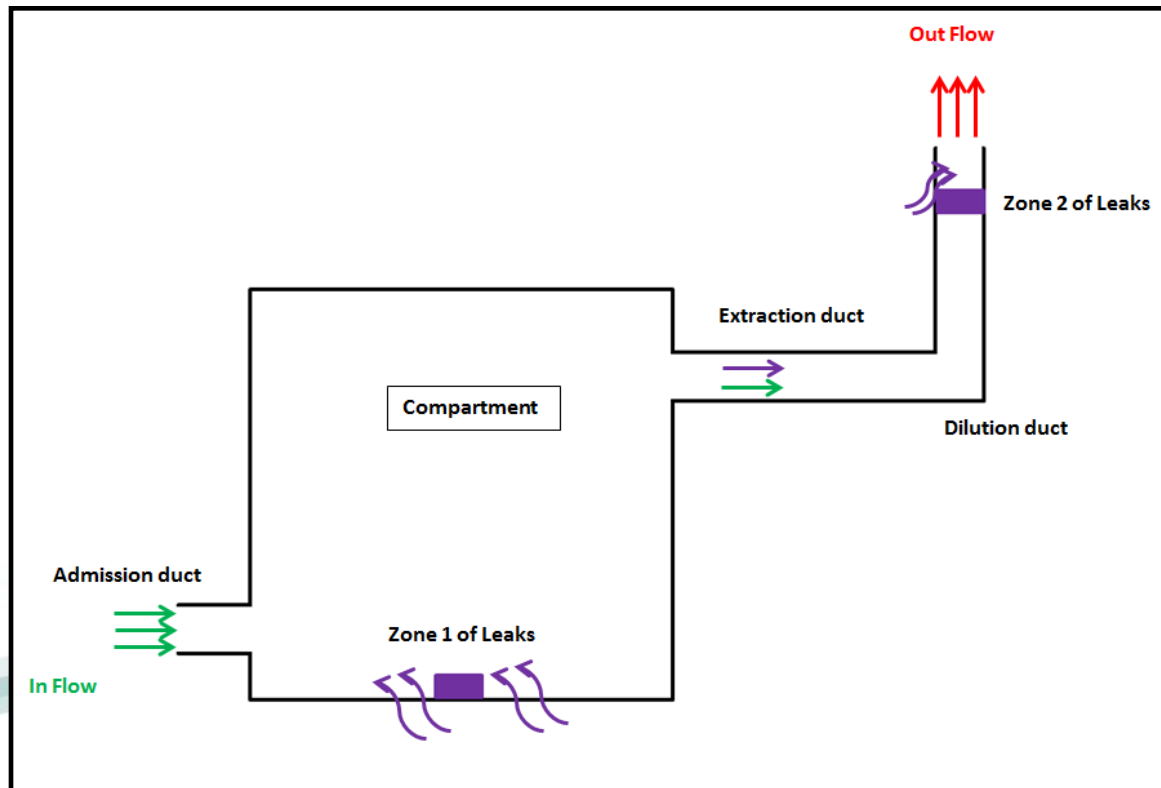 Out Flow
Zone 2 of Leaks
Extraction duct
Compartment
Dilution duct
Admission duct
Zone 1 of Leaks
In Flow